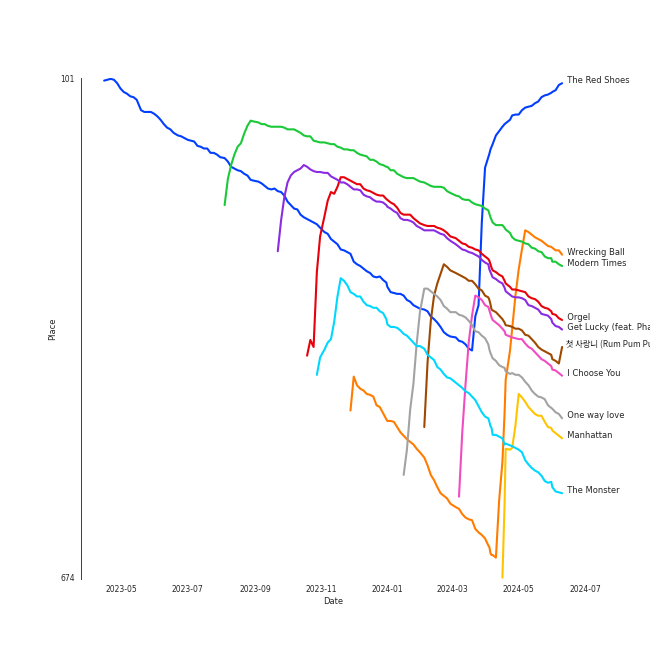 101
The Red Shoes
Wrecking Ball
Modern Times
Orgel
Get Lucky (feat. Pha
첫 사랑니 (Rum Pum Pu
I Choose You
One way love
Manhattan
The Monster
Place
674
2023-05
2023-07
2023-09
2023-11
2024-01
2024-03
2024-05
2024-07
Date